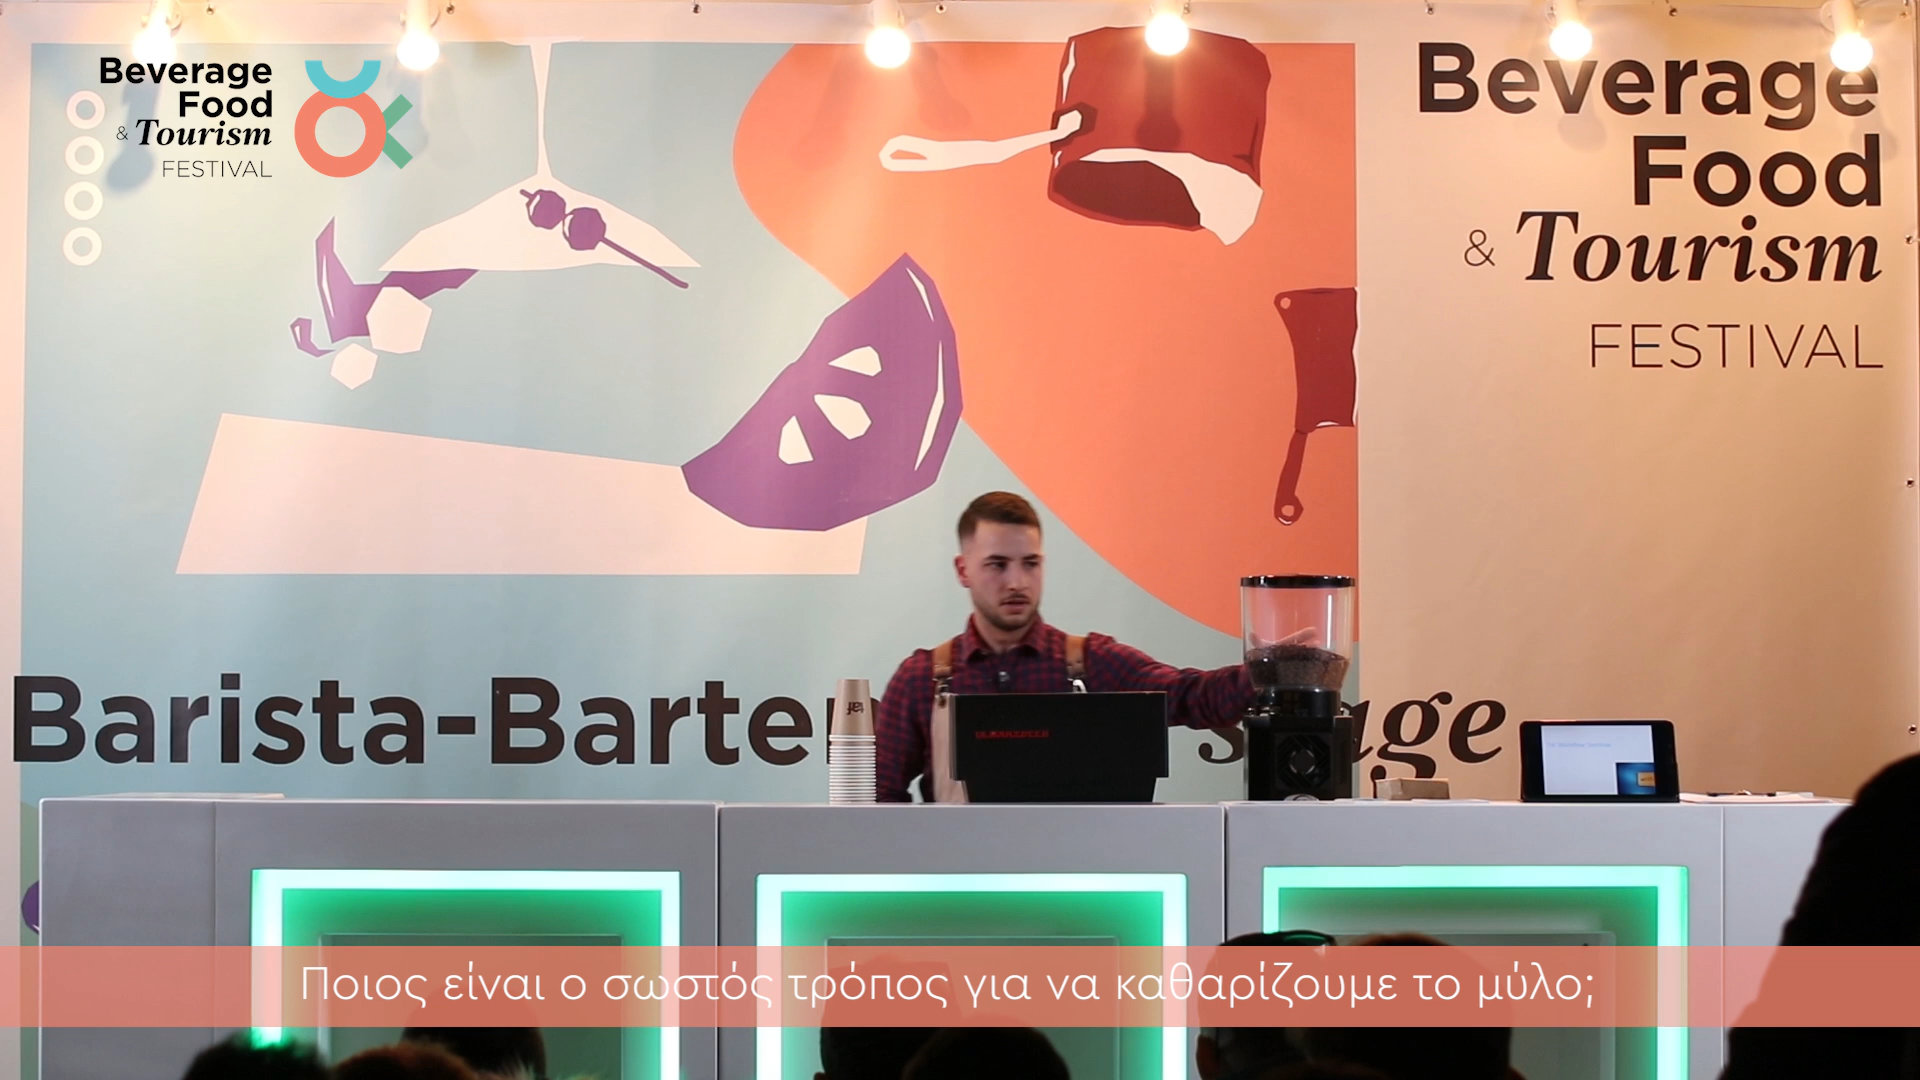 Beverage
Food
& Tourism
FESTIVAL
Beverage
Food
& Tourism
FESTIVAL
Barista-Barten
age
Ποιος είναι ο σωστός τρόπος για να καθαρίζουμε το μύλο;